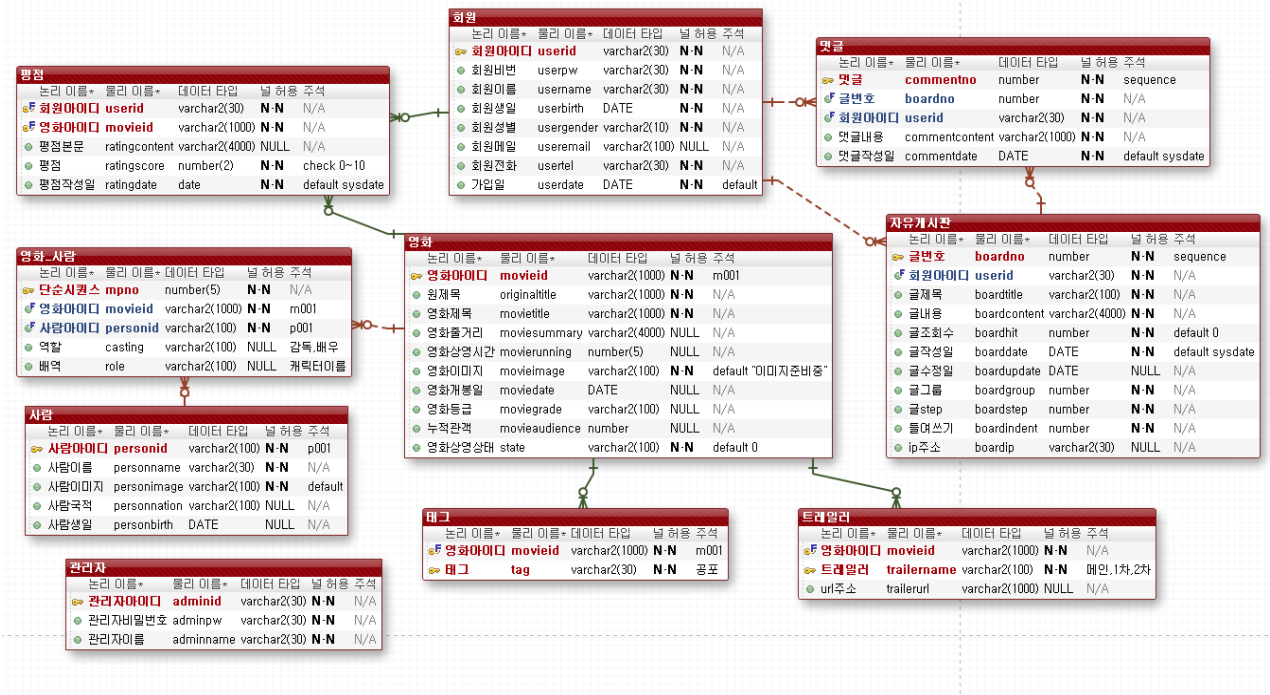 회원
논리 이름* 물리 이름* 데이터 타입 널 허용 주석
회원아이디 userid varchar2(30) N-N N/A
회원비번 userpw varchar2(30) N-N N/A
회원이름 username varchar2(30) N-N N/A
회원생일 userbirth DATE N-N N/A
회원성별 usergender varchar2(10) N-N N/A
회원메일 useremail varchar2(100) NULL N/A
회원전화 usertel varchar2(30) N-N N/A
가입일 userdate DATE N-N default
댓글
논리 이름* 물리 이름* 데이터 타입 널 허용 주석
댓글 commentno number N-N sequence
글번호 boardno number N-N N/A
회원아이디 userid varchar2(30) N-N N/A
댓글내용 commentcontent varchar2(1000) N-N N/A
댓글작성일 commentdate DATE N-N default sysdate
평점
논리 이름* 물리 이름* 데이터 타입 널 허용 주석
회원아이디 userid varchar2(30) N-N N/A
영화아이디 movieid varchar2(1000) N-N N/A
평점본문 ratingcontent varchar2(4000) NULL N/A
평점 ratingscore number(2) N-N check 0~10
평점작성일 ratingdate date N-N default sysdate
자유게시판
논리 이름* 물리 이름* 데이터 타입 널 허용 주석
글번호 boardno number N-N sequence
회원아이디 userid varchar2(30) N-N N/A
글제목 boardtitle varchar2(100) N-N N/A
글내용 boardcontent varchar2(4000) N-N N/A
글조회수 boardhit number N-N default 0
글작성일 boarddate DATE N-N default sysdate
글수정일 boardupdate DATE NULL N/A
글그룹 boardgroup number N-N N/A
글step boardstep number N-N N/A
들여쓰기 boardindent number N-N N/A
ip주소 boardip varchar2(30) NULL N/A
영화
논리 이름* 물리 이름* 데이터 타입 널 허용 주석
영화아이디 movieid varchar2(1000) N-N m001
원제목 originaltitle varchar2(1000) N-N N/A
영화제목 movietitle varchar2(1000) N-N N/A
영화줄거리 moviesummary varchar2(4000) NULL N/A
영화상영시간 movierunning number(5) NULL N/A
영화이미지 movieimage varchar2(100) N-N default "이미지준비중"
영화개봉일 moviedate DATE NULL N/A
영화등급 moviegrade varchar2(100) NULL N/A
누적관객 movieaudience number NULL N/A
영화상영상태 state varchar2(100) N-N default 0
영화_사람
논리 이름* 물리 이름* 데이터 타입 널 허용 주석
단순시퀀스 mpno number(5) N-N N/A
영화아이디 movieid varchar2(1000) N-N m001
사람아이디 personid varchar2(100) N-N p001
역할 casting varchar2(100) NULL 감독,배우
배역 role varchar2(100) NULL 캐릭터이름
사람
논리 이름* 물리 이름* 데이터 타입 널 허용 주석
사람아이디 personid varchar2(100) N-N p001
사람이름 personname varchar2(30) N-N N/A
사람이미지 personimage varchar2(100) N-N default
사람국적 personnation varchar2(100) NULL N/A
사람생일 personbirth DATE NULL N/A
태그
논리 이름* 물리 이름* 데이터 타입 널 허용 주석
영화아이디 movieid varchar2(1000) N-N m001
태그 tag varchar2(30) N-N 공포
트레일러
논리 이름* 물리 이름* 데이터 타입 널 허용 주석
영화아이디 movieid varchar2(1000) N-N N/A
트레일러 trailername varchar2(100) N-N 메인,1차,2차
url주소 trailerurl varchar2(1000) NULL N/A
관리자
논리 이름* 물리 이름* 데이터 타입 널 허용 주석
관리자아이디 adminid varchar2(30) N-N N/A
관리자비밀번호 adminpw varchar2(30) N-N N/A
관리자이름 adminname varchar2(30) N-N N/A